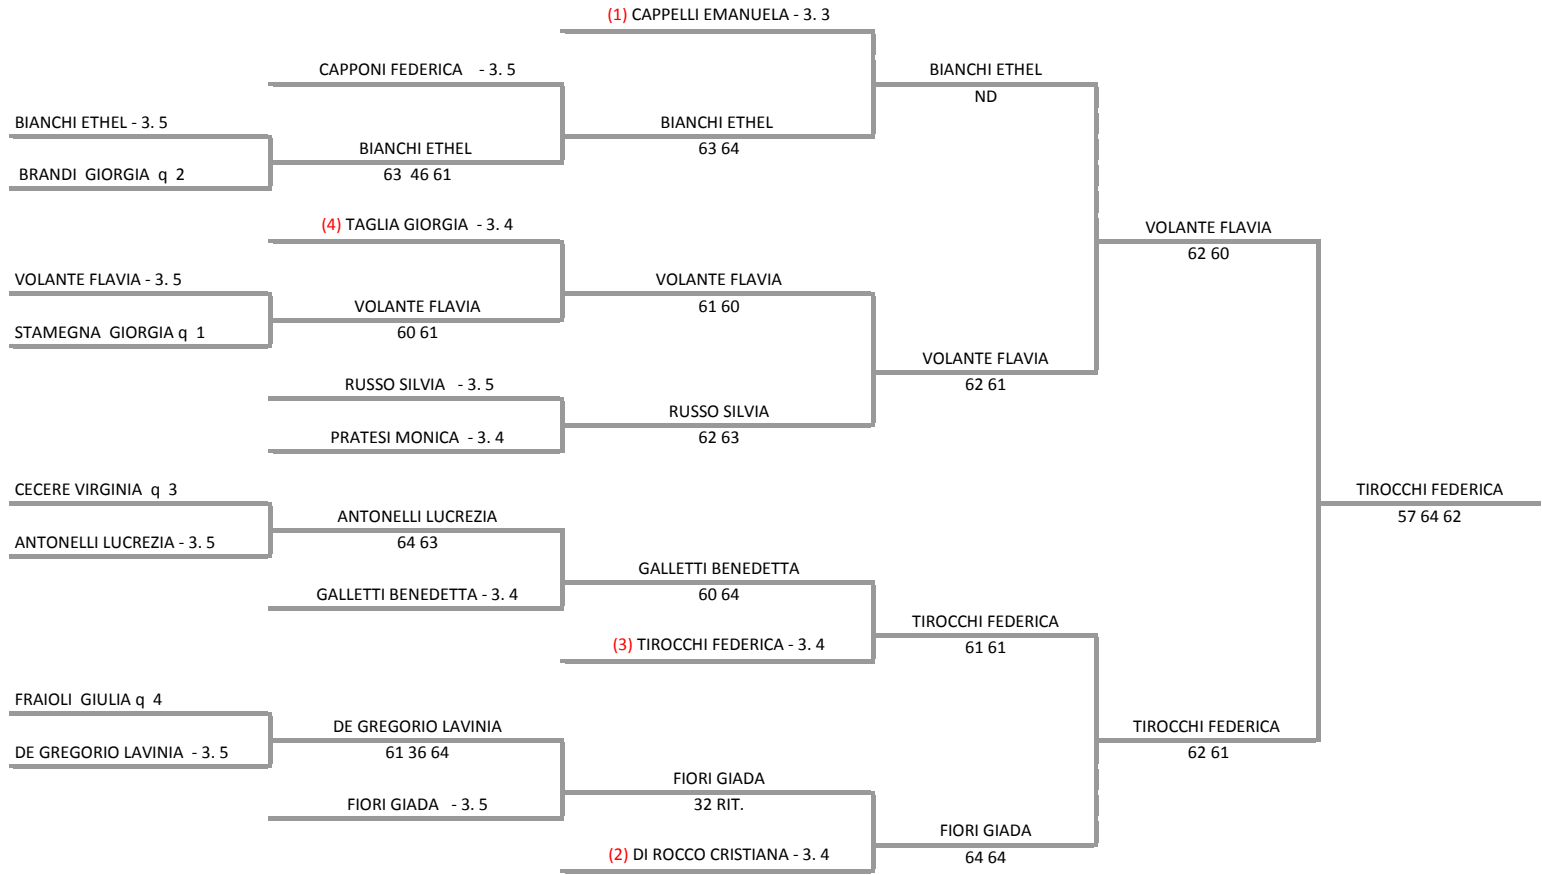 (1) CAPPELLI EMANUELA - 3. 3
CAPPONI FEDERICA - 3. 5
BIANCHI ETHEL
ND
BIANCHI ETHEL - 3. 5
BIANCHI ETHEL
63 64
BIANCHI ETHEL
63 46 61
BRANDI GIORGIA q 2
(4) TAGLIA GIORGIA - 3. 4
VOLANTE FLAVIA
62 60
VOLANTE FLAVIA - 3. 5
VOLANTE FLAVIA
61 60
VOLANTE FLAVIA
60 61
STAMEGNA GIORGIA q 1
VOLANTE FLAVIA
62 61
RUSSO SILVIA - 3. 5
RUSSO SILVIA
62 63
PRATESI MONICA - 3. 4
CECERE VIRGINIA q 3
TIROCCHI FEDERICA
57 64 62
ANTONELLI LUCREZIA
64 63
ANTONELLI LUCREZIA - 3. 5
GALLETTI BENEDETTA
60 64
GALLETTI BENEDETTA - 3. 4
TIROCCHI FEDERICA
61 61
(3) TIROCCHI FEDERICA - 3. 4
FRAIOLI GIULIA q 4
DE GREGORIO LAVINIA
61 36 64
TIROCCHI FEDERICA
62 61
DE GREGORIO LAVINIA - 3. 5
FIORI GIADA
32 RIT.
FIORI GIADA - 3. 5
FIORI GIADA
64 64
(2) DI ROCCO CRISTIANA - 3. 4